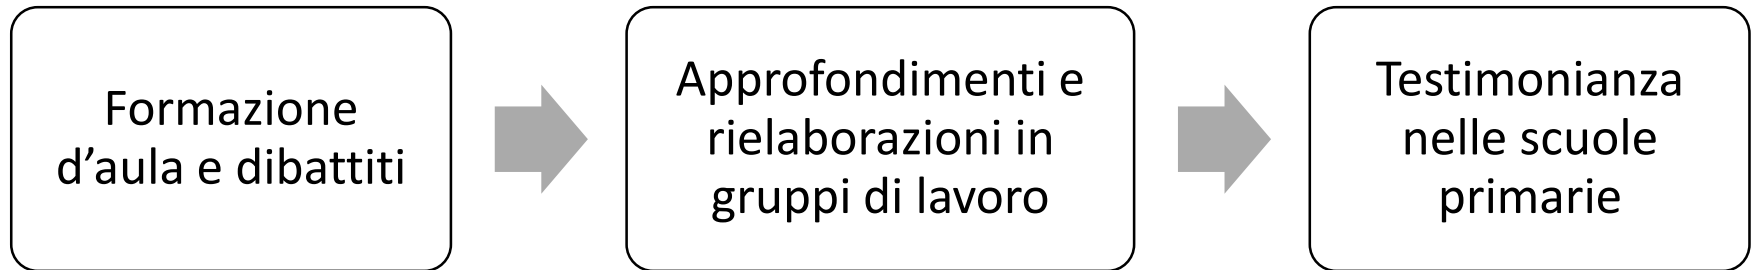 Formazione
d’aula e dibattiti
Approfondimenti e
rielaborazioni in
gruppi di lavoro
Testimonianza
nelle scuole
primarie